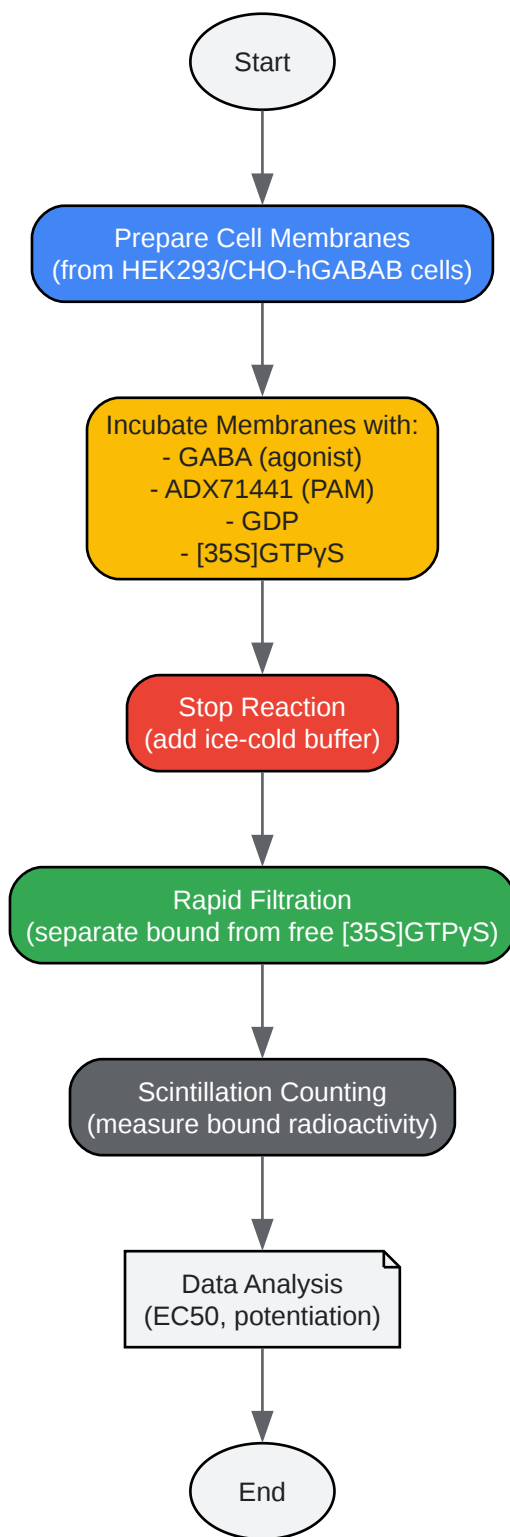 Start
Prepare Cell Membranes
(from HEK293/CHO-hGABAB cells)
Incubate Membranes with:
- GABA (agonist)
- ADX71441 (PAM)
- GDP
- [35S]GTPγS
Stop Reaction
(add ice-cold buffer)
Rapid Filtration
(separate bound from free [35S]GTPγS)
Scintillation Counting
(measure bound radioactivity)
Data Analysis
(EC50, potentiation)
End